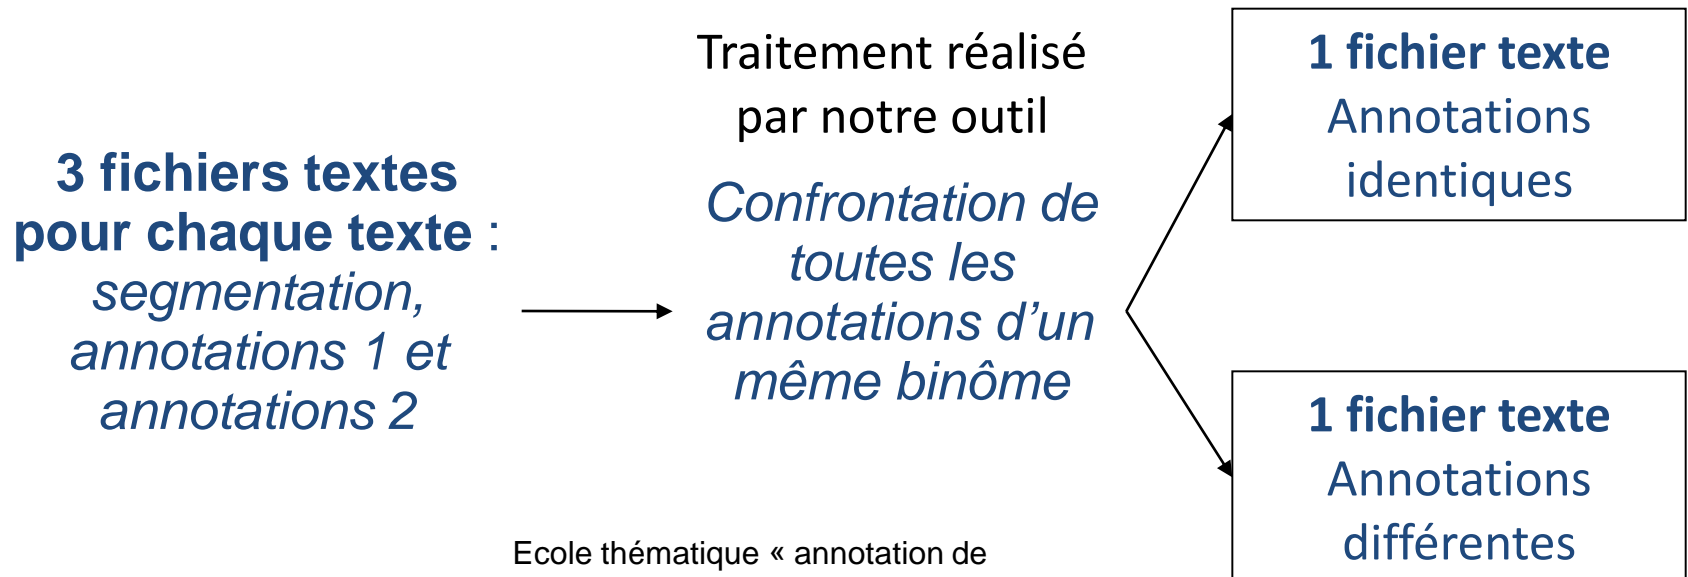 3 fichiers textes
pour chaque texte :
segmentation,
annotations 1 et
annotations 2
Traitement réalisé
par notre outil
Confrontation de
toutes les
annotations d’un
même binôme
1 fichier texte
Annotations
identiques
1 fichier texte
Annotations
différentes
Ecole thématique « annotation de